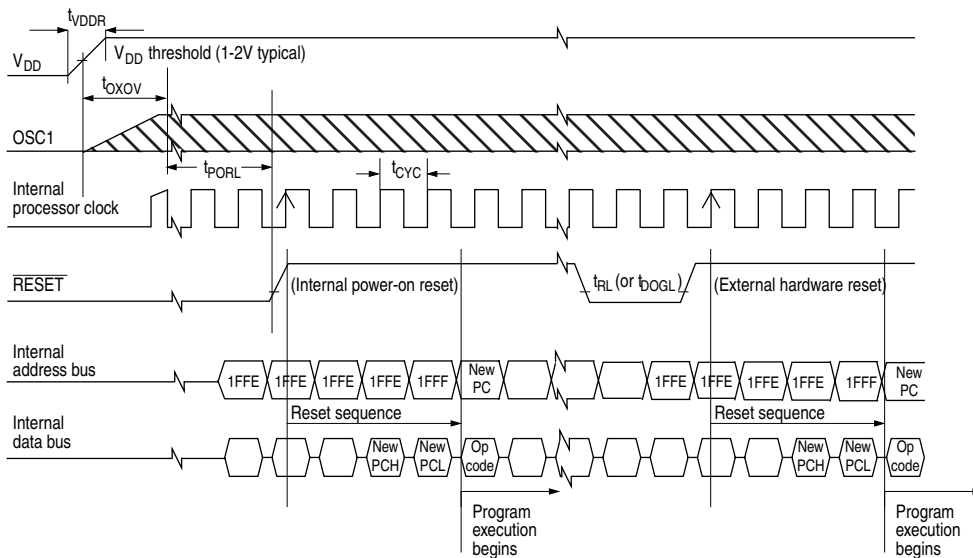 tVDDR
VDD
VDD threshold (1-2V typical)
tOXOV
OSC1
tPORL
tCYC
Internal
processor clock
RESET
(Internal power-on reset)
tRL (or tDOGL)
(External hardware reset)
Internal
address bus
1FFE 1FFE 1FFE 1FFE 1FFF New PC 1FFE 1FFE 1FFE 1FFE 1FFF New PC
Reset sequence
Reset sequence
Internal
data bus
New PCH New PCL Op code New PCH New PCL Op code
Program
execution
begins
Program
execution
begins